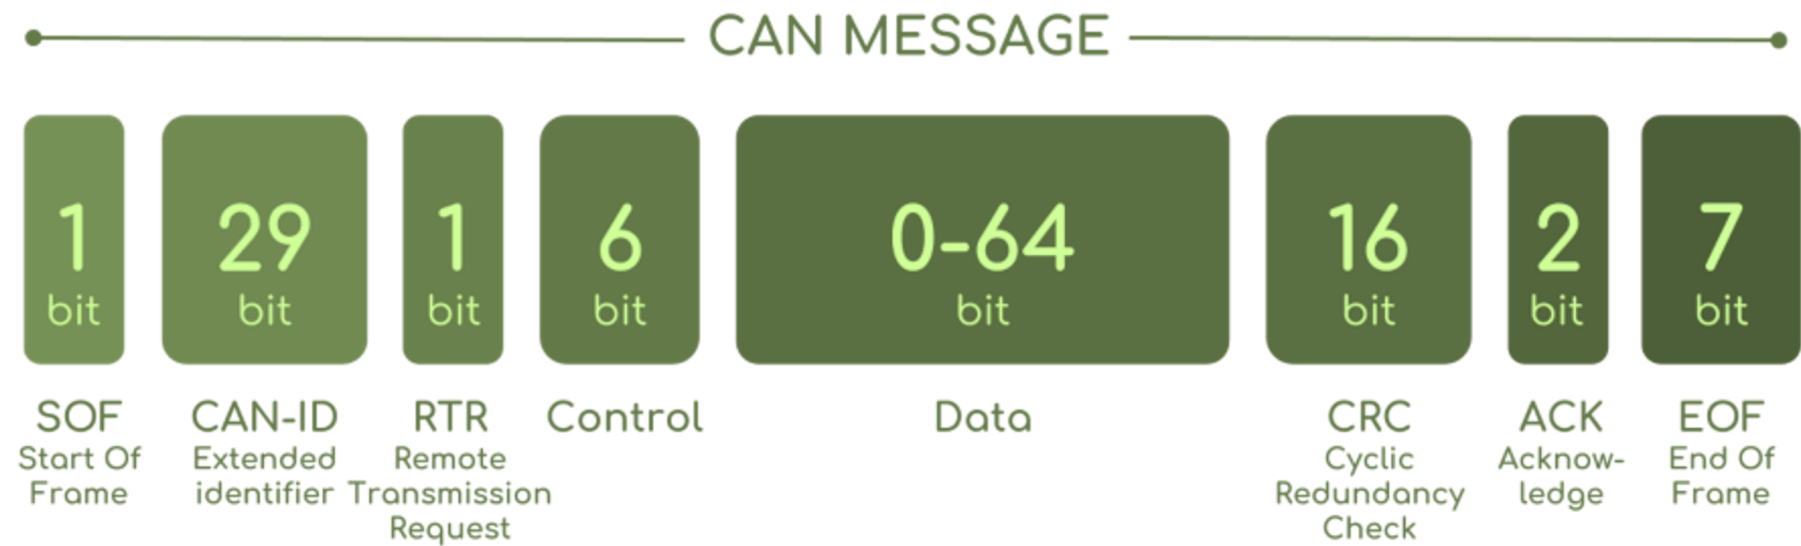 CAN MESSAGE
1 29 1 6 0-64 16 2 7
bit bit bit bit bit bit bit bit
SOF CAN-ID RTR Control Data CRC ACK EOF
Start Of Extended Remote Cyclic Acknow- End Of
Frame identifier Transmission Redundancy ledge Frame
Request Check